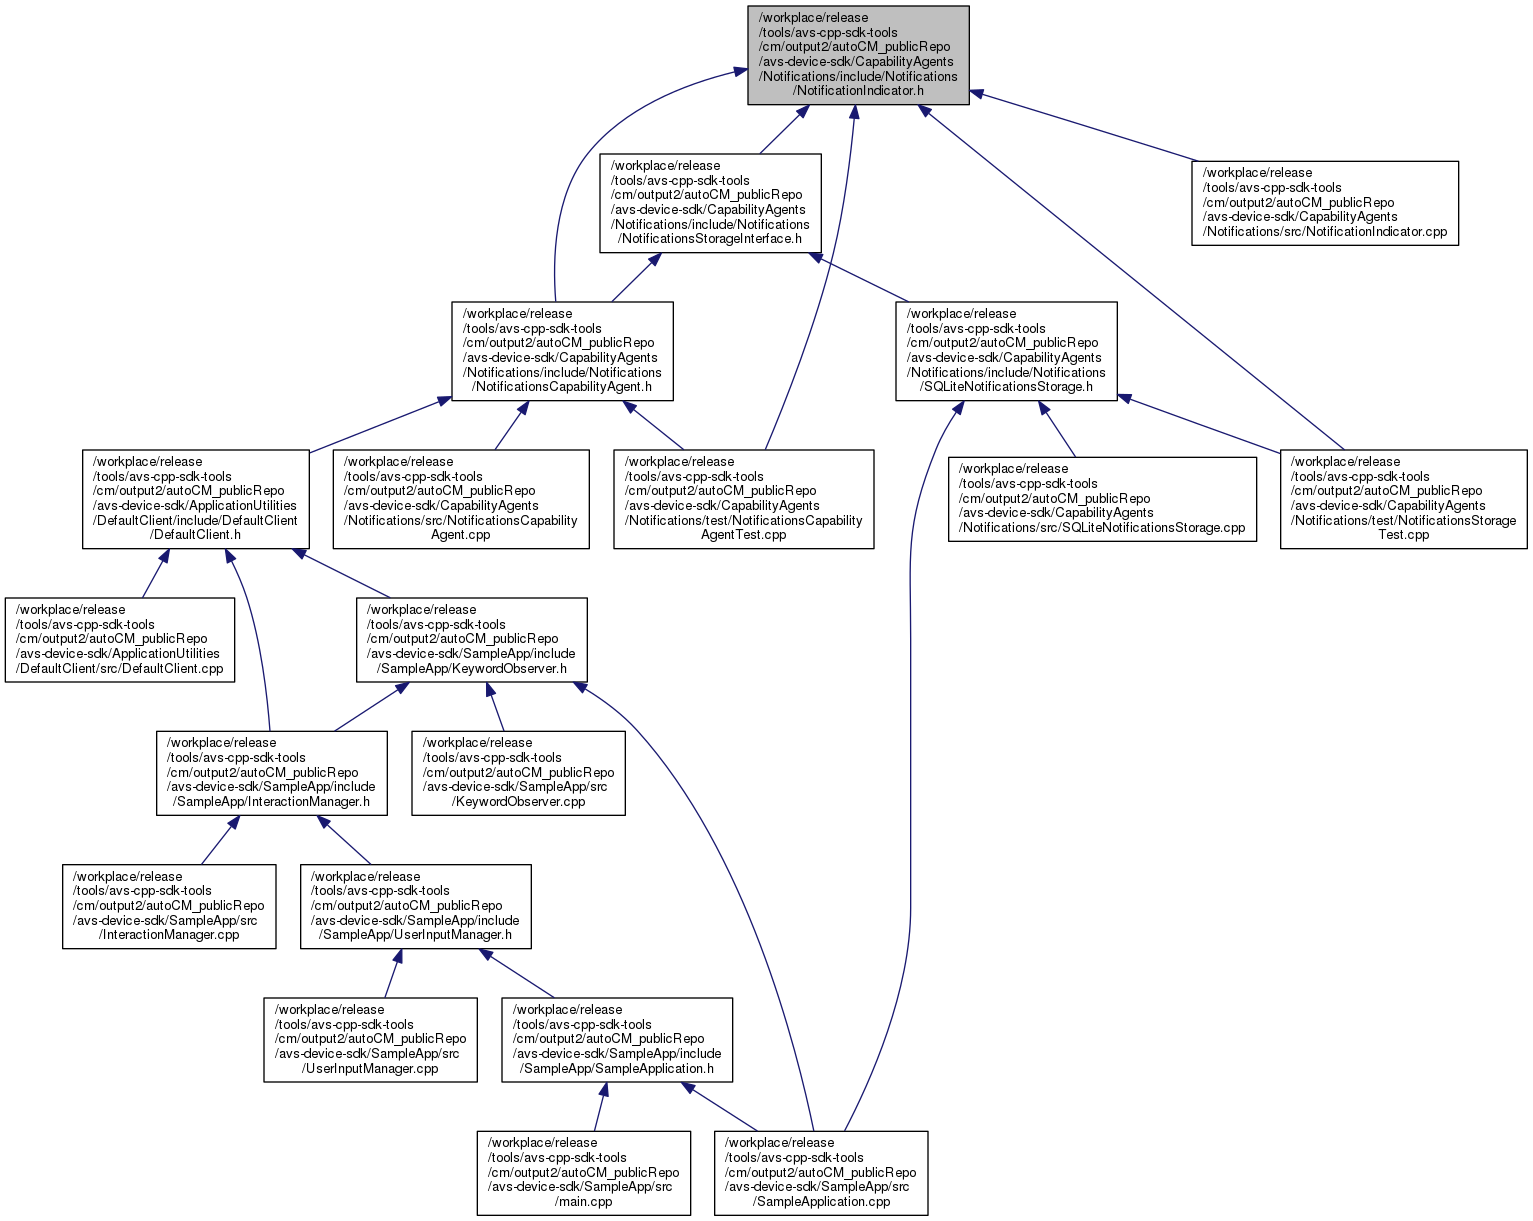 /workplace/release
/tools/avs-cpp-sdk-tools
/cm/output2/autoCM_publicRepo
/avs-device-sdk/CapabilityAgents
/Notifications/include/Notifications
/NotificationIndicator.h
/workplace/release
/tools/avs-cpp-sdk-tools
/cm/output2/autoCM_publicRepo
/avs-device-sdk/CapabilityAgents
/Notifications/include/Notifications
/NotificationsStorageInterface.h
/workplace/release
/tools/avs-cpp-sdk-tools
/cm/output2/autoCM_publicRepo
/avs-device-sdk/CapabilityAgents
/Notifications/src/NotificationIndicator.cpp
/workplace/release
/tools/avs-cpp-sdk-tools
/cm/output2/autoCM_publicRepo
/avs-device-sdk/CapabilityAgents
/Notifications/include/Notifications
/NotificationsCapabilityAgent.h
/workplace/release
/tools/avs-cpp-sdk-tools
/cm/output2/autoCM_publicRepo
/avs-device-sdk/CapabilityAgents
/Notifications/include/Notifications
/SQLiteNotificationsStorage.h
/workplace/release
/tools/avs-cpp-sdk-tools
/cm/output2/autoCM_publicRepo
/avs-device-sdk/ApplicationUtilities
/DefaultClient/include/DefaultClient
/DefaultClient.h
/workplace/release
/tools/avs-cpp-sdk-tools
/cm/output2/autoCM_publicRepo
/avs-device-sdk/CapabilityAgents
/Notifications/src/NotificationsCapability
Agent.cpp
/workplace/release
/tools/avs-cpp-sdk-tools
/cm/output2/autoCM_publicRepo
/avs-device-sdk/CapabilityAgents
/Notifications/test/NotificationsCapability
AgentTest.cpp
/workplace/release
/tools/avs-cpp-sdk-tools
/cm/output2/autoCM_publicRepo
/avs-device-sdk/CapabilityAgents
/Notifications/src/SQLiteNotificationsStorage.cpp
/workplace/release
/tools/avs-cpp-sdk-tools
/cm/output2/autoCM_publicRepo
/avs-device-sdk/CapabilityAgents
/Notifications/test/NotificationsStorage
Test.cpp
/workplace/release
/tools/avs-cpp-sdk-tools
/cm/output2/autoCM_publicRepo
/avs-device-sdk/ApplicationUtilities
/DefaultClient/src/DefaultClient.cpp
/workplace/release
/tools/avs-cpp-sdk-tools
/cm/output2/autoCM_publicRepo
/avs-device-sdk/SampleApp/include
/SampleApp/KeywordObserver.h
/workplace/release
/tools/avs-cpp-sdk-tools
/cm/output2/autoCM_publicRepo
/avs-device-sdk/SampleApp/include
/SampleApp/InteractionManager.h
/workplace/release
/tools/avs-cpp-sdk-tools
/cm/output2/autoCM_publicRepo
/avs-device-sdk/SampleApp/src
/KeywordObserver.cpp
/workplace/release
/tools/avs-cpp-sdk-tools
/cm/output2/autoCM_publicRepo
/avs-device-sdk/SampleApp/src
/InteractionManager.cpp
/workplace/release
/tools/avs-cpp-sdk-tools
/cm/output2/autoCM_publicRepo
/avs-device-sdk/SampleApp/include
/SampleApp/UserInputManager.h
/workplace/release
/tools/avs-cpp-sdk-tools
/cm/output2/autoCM_publicRepo
/avs-device-sdk/SampleApp/src
/UserInputManager.cpp
/workplace/release
/tools/avs-cpp-sdk-tools
/cm/output2/autoCM_publicRepo
/avs-device-sdk/SampleApp/include
/SampleApp/SampleApplication.h
/workplace/release
/tools/avs-cpp-sdk-tools
/cm/output2/autoCM_publicRepo
/avs-device-sdk/SampleApp/src
/main.cpp
/workplace/release
/tools/avs-cpp-sdk-tools
/cm/output2/autoCM_publicRepo
/avs-device-sdk/SampleApp/src
/SampleApplication.cpp